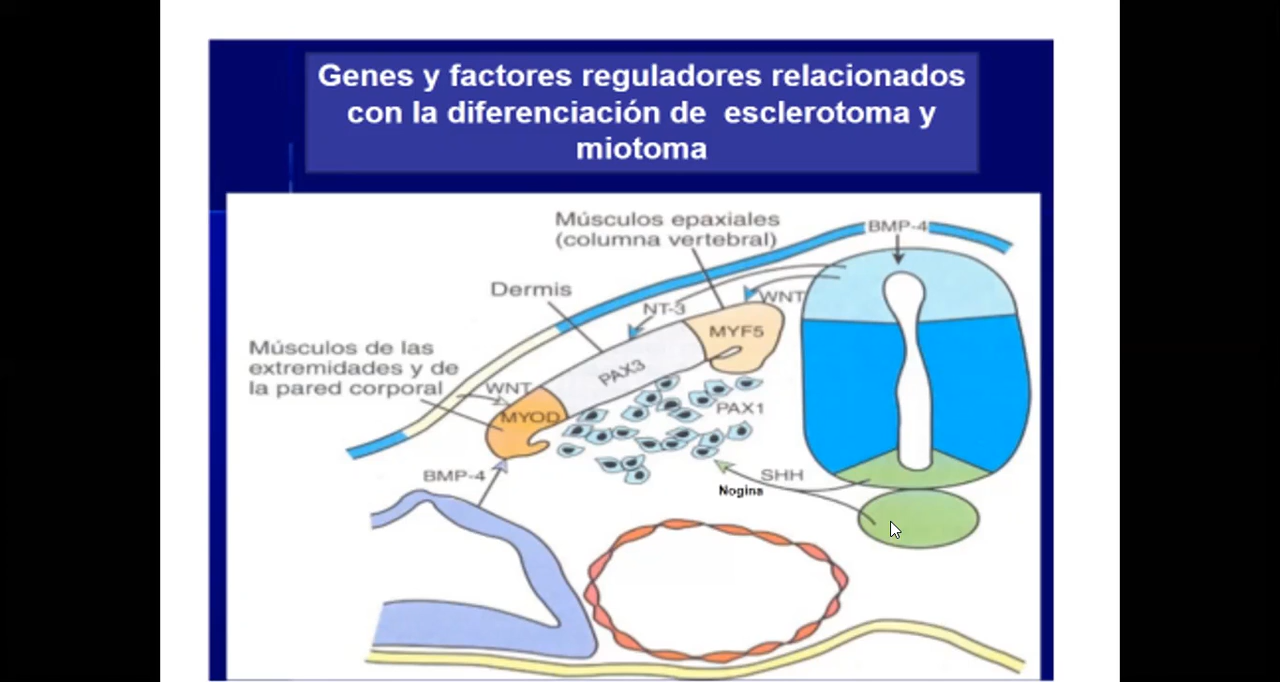 Genes y factores reguladores relacionados
con la diferenciación de esclerotoma y
miotoma
Músculos epaxiales
(columna vertebral)
BMP-4
Dermis
NT-3
WNT
MYF5
Músculos de las
extremidades y de
la pared corporal
WNT
PAX3
MYOD
PAX1
BMP-4
SHH
Nogina